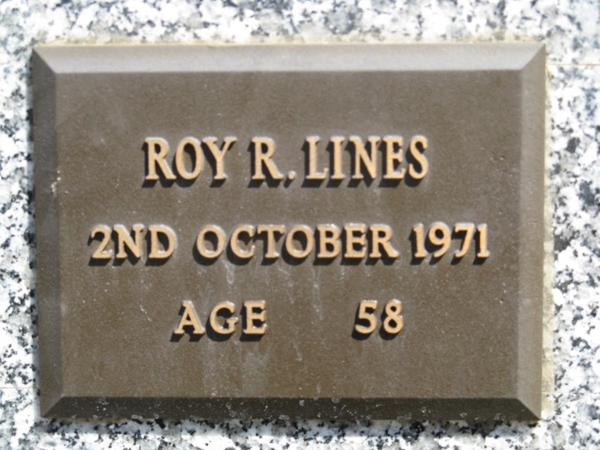 ROY R. LINES
2ND OCTOBER 1971
AGE 58